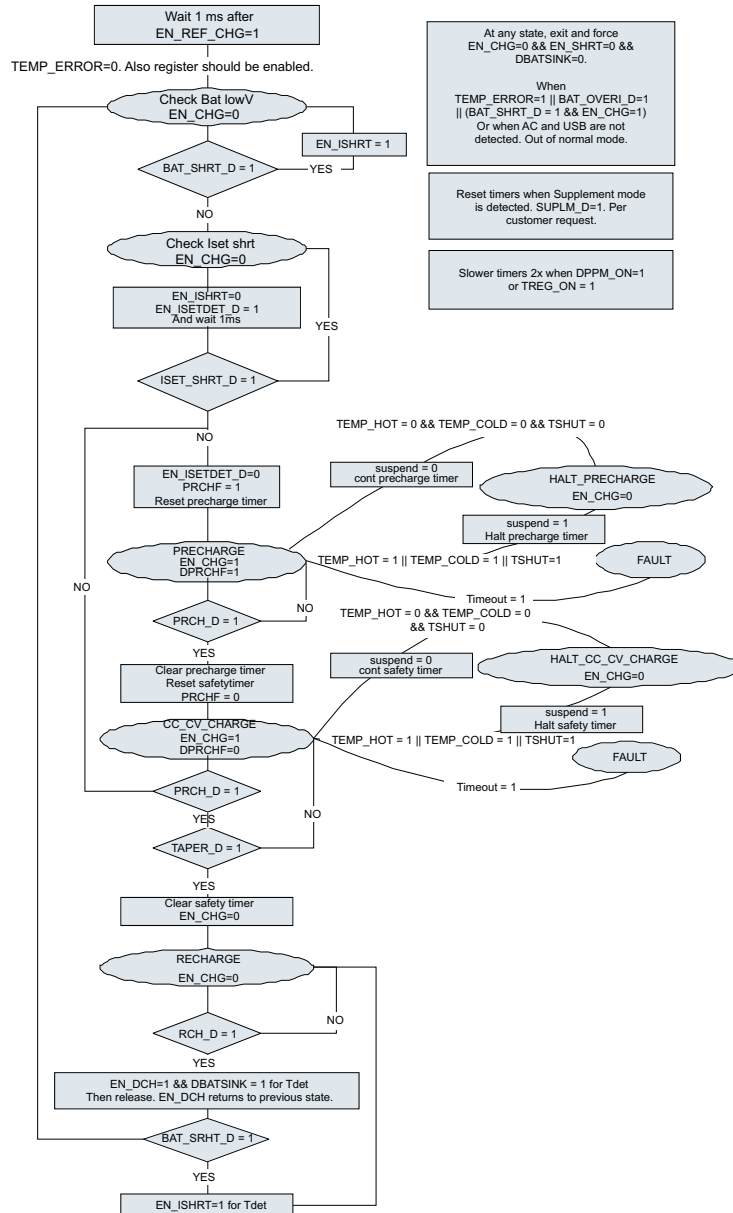 Wait 1 ms after
EN_REF_CHG=1
TEMP_ERROR=0. Also register should be enabled.
Check Bat lowV
EN_CHG=0
EN_ISHRT = 1
BAT_SHRT_D = 1
YES
NO
Check Iset shrt
EN_CHG=0
EN_ISHRT=0
EN_ISETDET_D = 1
And wait 1ms
YES
ISET_SHRT_D = 1
NO
EN_ISETDET_D=0
PRCHF = 1
Reset precharge timer
PRECHARGE
EN_CHG=1
DPRCHF=1
NO
PRCH_D = 1
NO
YES
Clear precharge timer
Reset safetytimer
PRCHF = 0
CC_CV_CHARGE
EN_CHG=1
DPRCHF=0
PRCH_D = 1
YES
NO
TAPER_D = 1
YES
Clear safety timer
EN_CHG=0
RECHARGE
EN_CHG=0
NO
RCH_D = 1
YES
EN_DCH=1 && DBATSINK = 1 for Tdet
Then release. EN_DCH returns to previous state.
BAT_SRHT_D = 1
YES
EN_ISHRT=1 for Tdet
At any state, exit and force
EN_CHG=0 && EN_SHRT=0 &&
DBATSINK=0.
When
TEMP_ERROR=1 || BAT_OVERI_D=1
|| (BAT_SHRT_D = 1 && EN_CHG=1)
Or when AC and USB are not
detected. Out of normal mode.
Reset timers when Supplement mode
is detected. SUPLM_D=1. Per
customer request.
Slower timers 2x when DPPM_ON=1
or TREG_ON = 1
TEMP_HOT = 0 && TEMP_COLD = 0 && TSHUT = 0
suspend = 0
cont precharge timer
HALT_PRECHARGE
EN_CHG=0
suspend = 1
Halt precharge timer
TEMP_HOT = 1 || TEMP_COLD = 1 || TSHUT=1
FAULT
Timeout = 1
TEMP_HOT = 0 && TEMP_COLD = 0
&& TSHUT = 0
suspend = 0
cont safety timer
HALT_CC_CV_CHARGE
EN_CHG=0
suspend = 1
Halt safety timer
TEMP_HOT = 1 || TEMP_COLD = 1 || TSHUT=1
FAULT
Timeout = 1